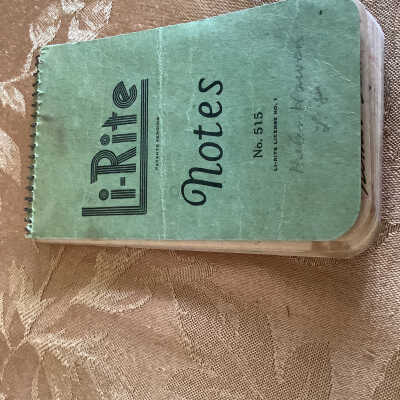 Li-Rite
PATENTS PENDING
Notes
No. 515
LI-RITE LICENSE NO. 1